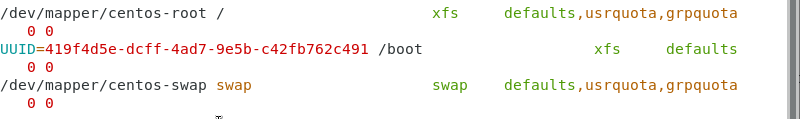 /dev/mapper/centos-root / xfs defaults,usrquota,grpquota
0 0
UUID=419f4d5e-dcff-4ad7-9e5b-c42fb762c491 /boot xfs defaults
0 0
/dev/mapper/centos-swap swap swap defaults,usrquota,grpquota
0 0